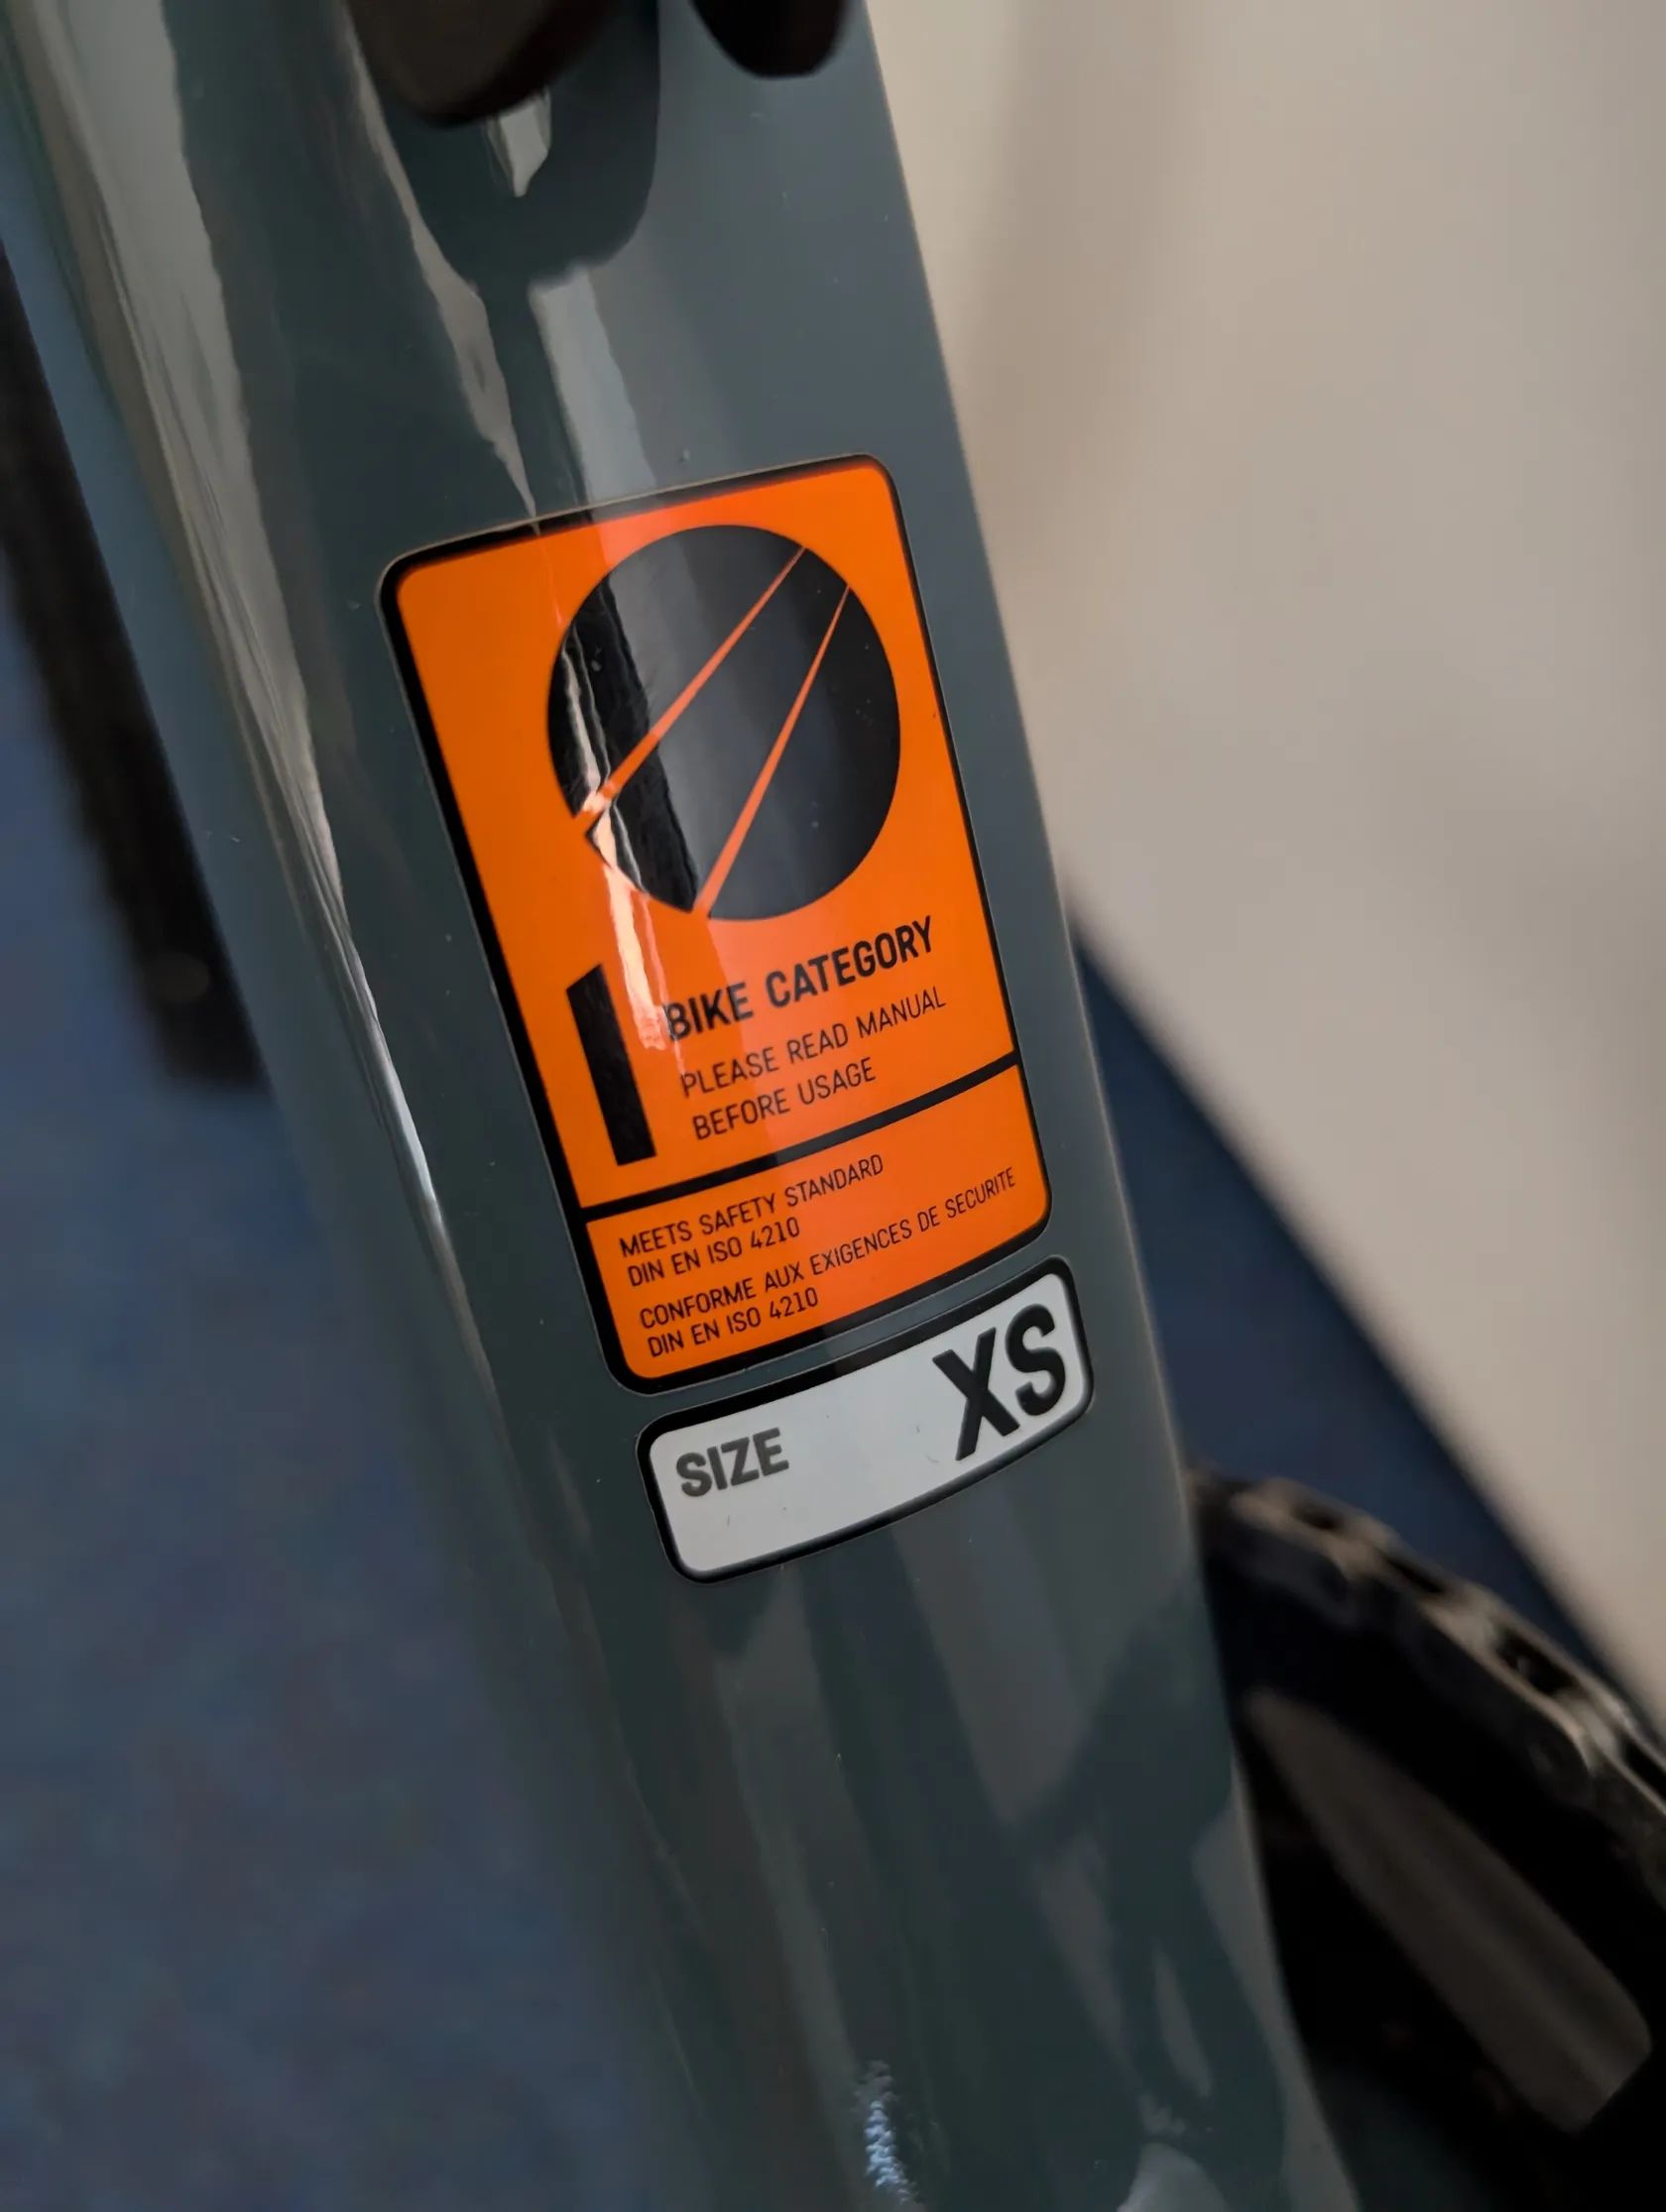 1
BIKE CATEGORY
PLEASE READ MANUAL
BEFORE USAGE
MEETS SAFETY STANDARD
DIN EN ISO 4210
CONFORME AUX EXIGENCES DE SECURITE
DIN EN ISO 4210
SIZE XS